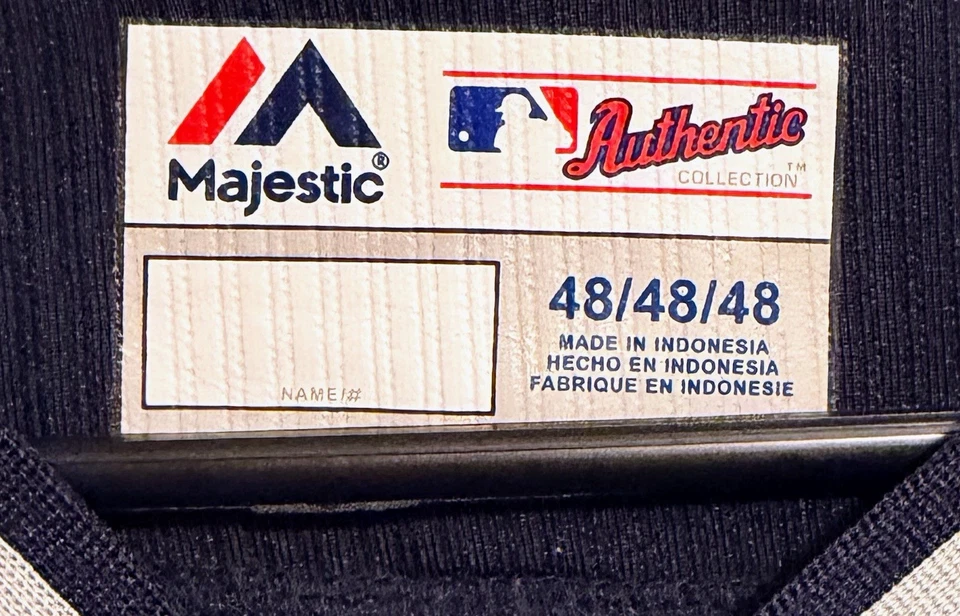 Majestic®
Authentic
COLLECTION™
48/48/48
MADE IN INDONESIA
HECHO EN INDONESIA
FABRIQUE EN INDONESIE
NAME/#